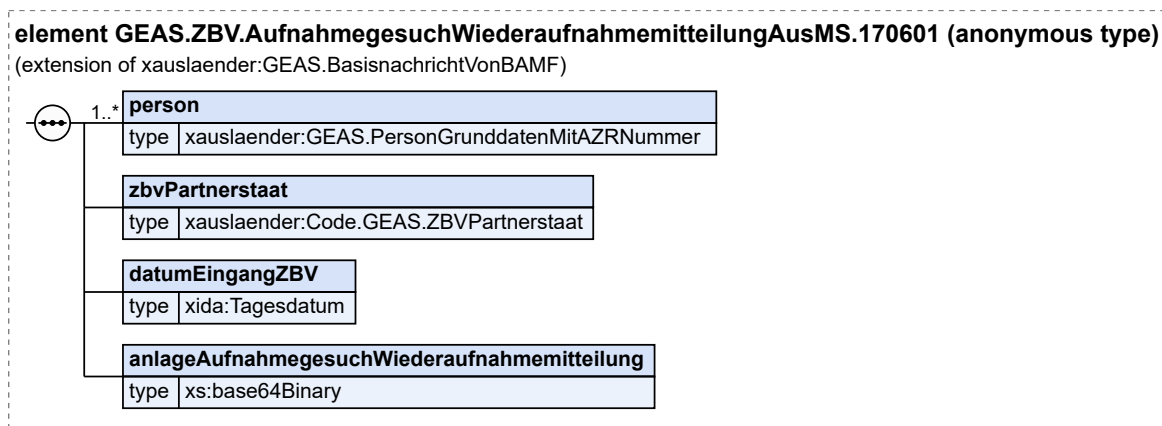 element GEAS.ZBV.AufnahmegesuchWiederaufnahmemitteilungAusMS.170601 (anonymous type)
(extension of xauslaender:GEAS.BasisnachrichtVonBAMF)
1..* person
type xauslaender:GEAS.PersonGrunddatenMitAZRNummer
zbvPartnerstaat
type xauslaender:Code.GEAS.ZBVPartnerstaat
datumEingangZBV
type xida:Tagesdatum
anlageAufnahmegesuchWiederaufnahmemitteilung
type xs:base64Binary